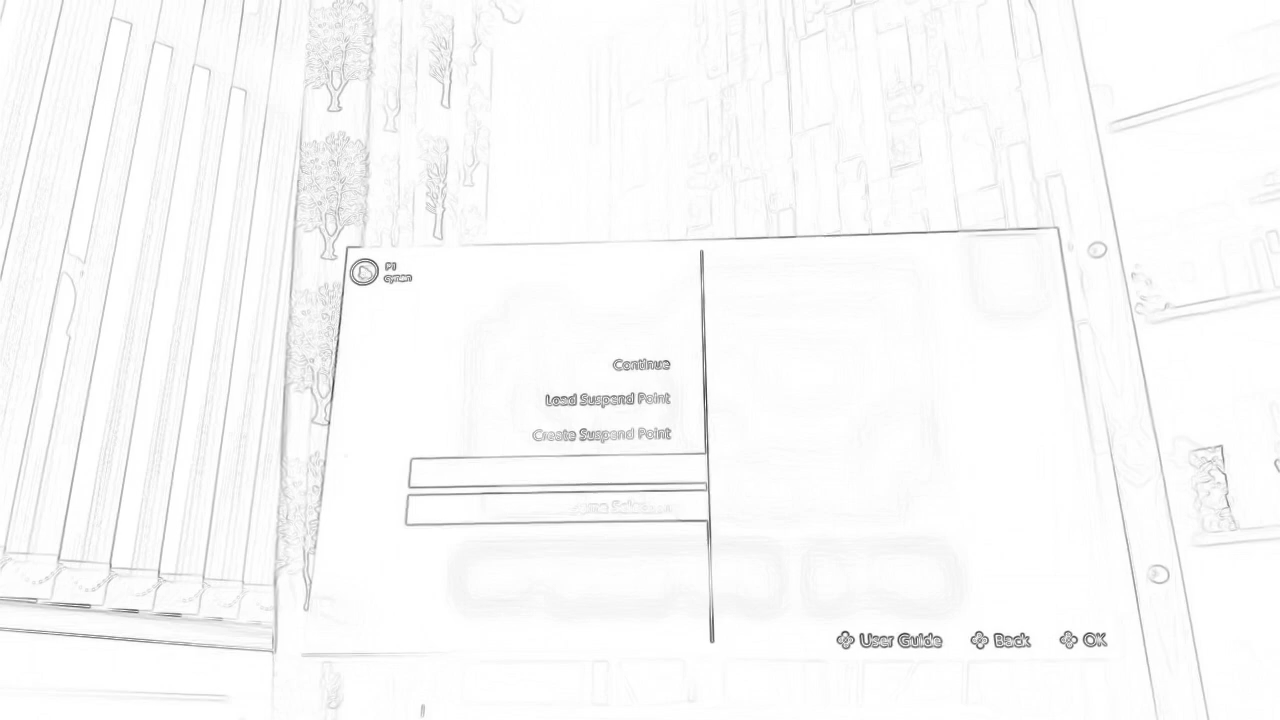 P1
Continue
Load Suspend Point
Create Suspend Point
User Guide
Back
OK